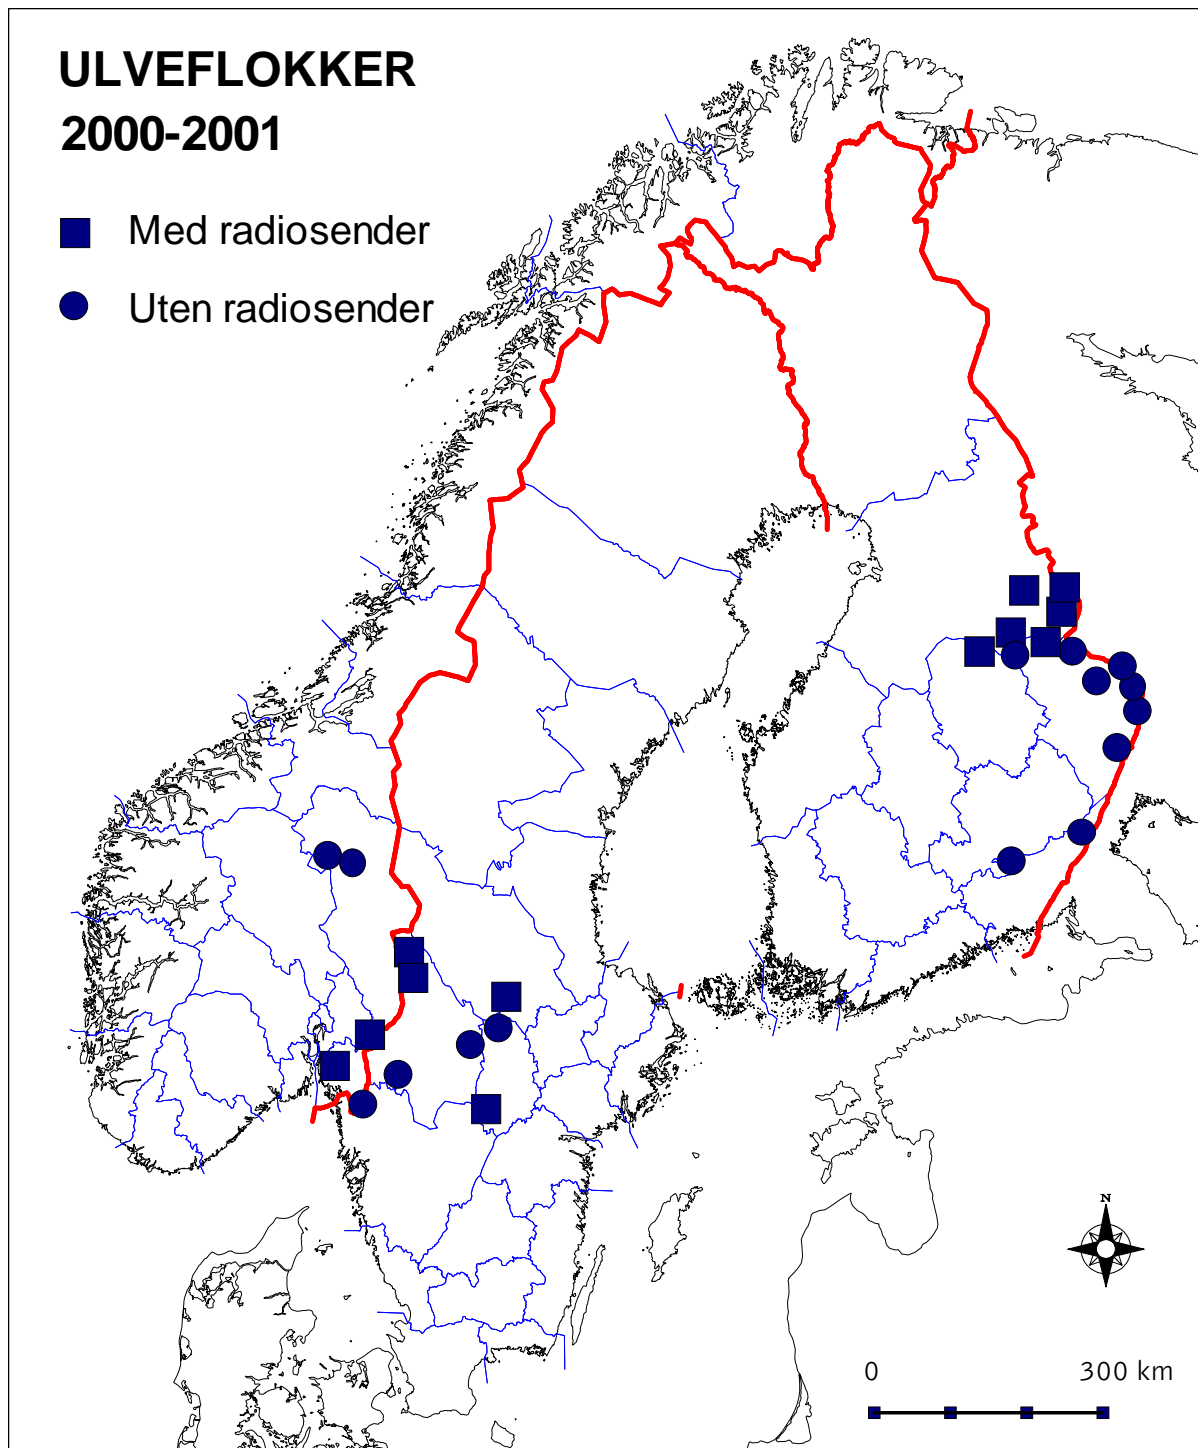 ULVEFLOKKER
2000-2001
Med radiosender
Uten radiosender
N
0 300 km